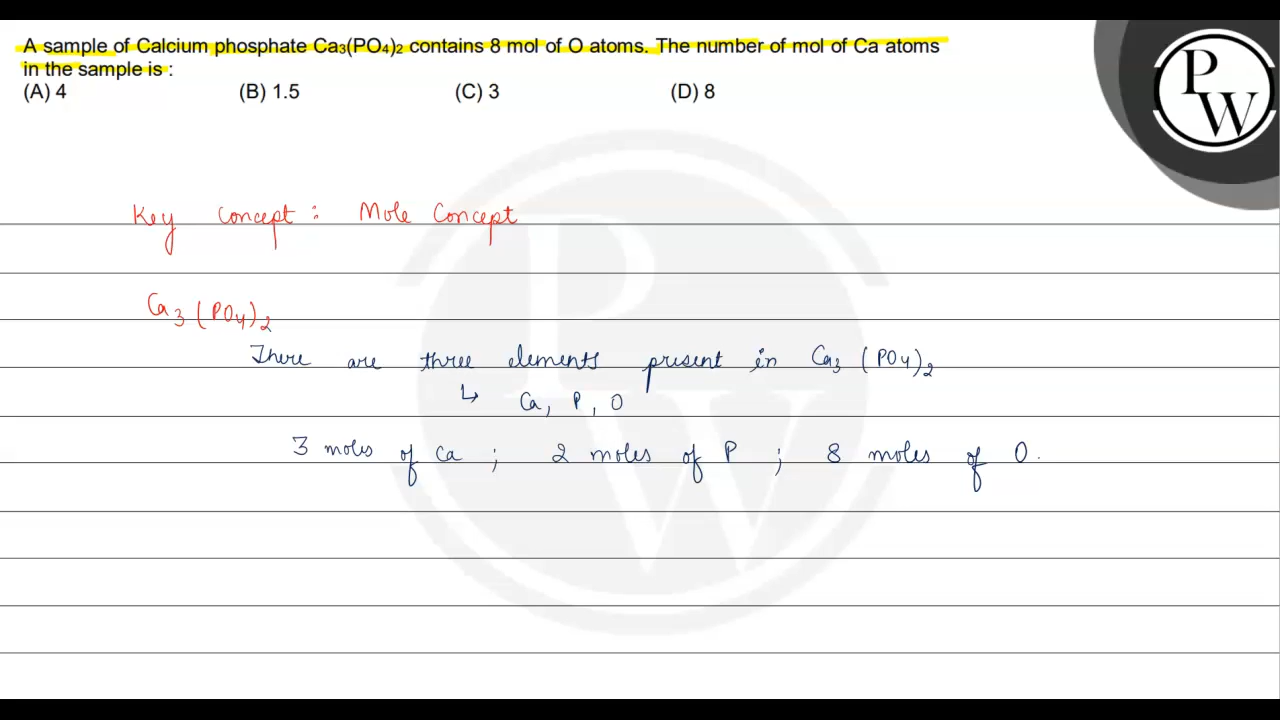 A sample of Calcium phosphate Ca₃(PO₄)₂ contains 8 mol of O atoms. The number of mol of Ca atoms
in the sample is :
(A) 4 (B) 1.5 (C) 3 (D) 8
P
W
Key Concept : Mole Concept
Ca₃(PO₄)₂
There are three elements present in Ca₃(PO₄)₂
↳ Ca, P, O
3 moles of Ca ; 2 moles of P ; 8 moles of O.
PW